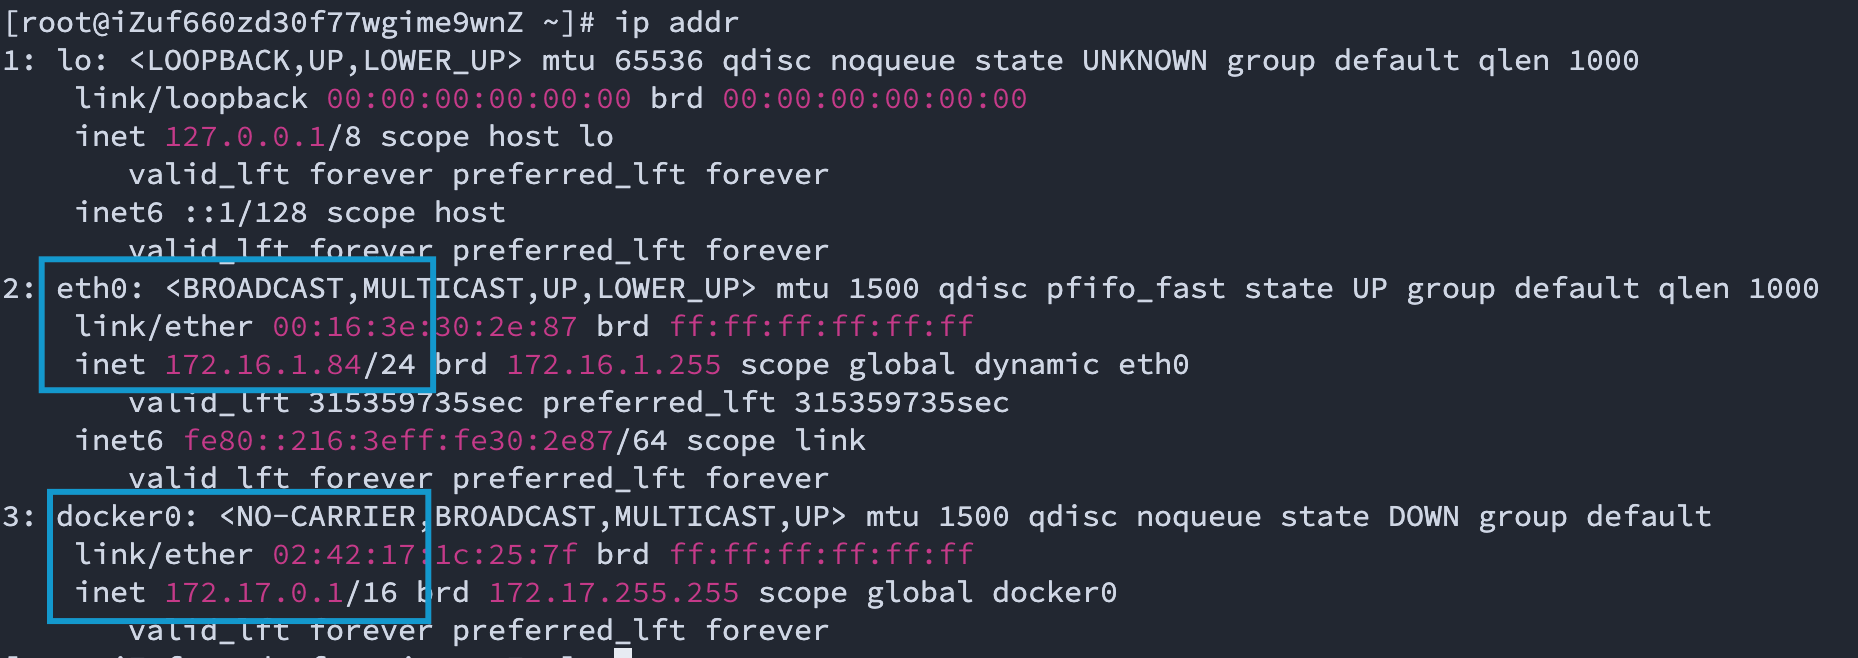 [root@iZuf660zd30f77wgime9wnZ ~]# ip addr
1: lo: <LOOPBACK,UP,LOWER_UP> mtu 65536 qdisc noqueue state UNKNOWN group default qlen 1000
    link/loopback 00:00:00:00:00:00 brd 00:00:00:00:00:00
    inet 127.0.0.1/8 scope host lo
       valid_lft forever preferred_lft forever
    inet6 ::1/128 scope host
       valid_lft forever preferred_lft forever
2: eth0: <BROADCAST,MULTICAST,UP,LOWER_UP> mtu 1500 qdisc pfifo_fast state UP group default qlen 1000
    link/ether 00:16:3e:30:2e:87 brd ff:ff:ff:ff:ff:ff
    inet 172.16.1.84/24 brd 172.16.1.255 scope global dynamic eth0
       valid_lft 315359735sec preferred_lft 315359735sec
    inet6 fe80::216:3eff:fe30:2e87/64 scope link
       valid_lft forever preferred_lft forever
3: docker0: <NO-CARRIER,BROADCAST,MULTICAST,UP> mtu 1500 qdisc noqueue state DOWN group default
    link/ether 02:42:17:1c:25:7f brd ff:ff:ff:ff:ff:ff
    inet 172.17.0.1/16 brd 172.17.255.255 scope global docker0
       valid_lft forever preferred_lft forever